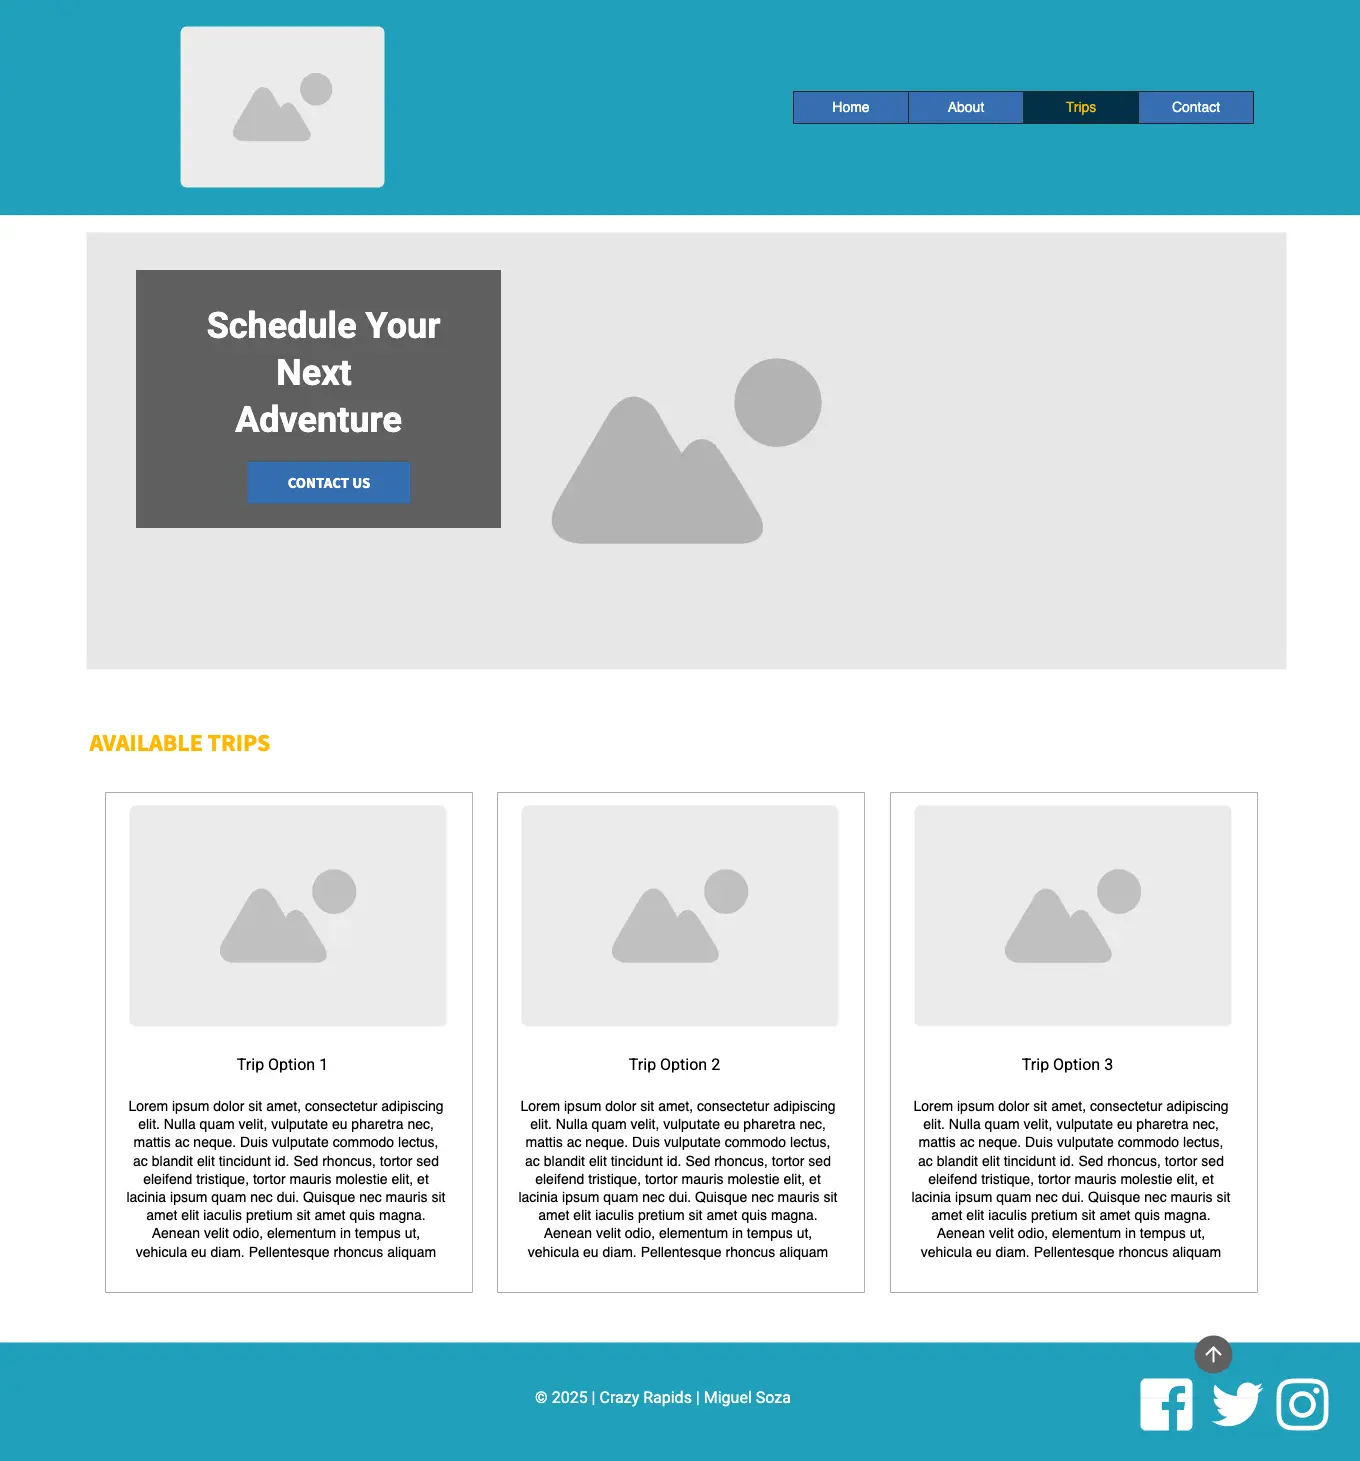 Home About Trips Contact
Schedule Your
Next
Adventure
CONTACT US
AVAILABLE TRIPS
Trip Option 1
Lorem ipsum dolor sit amet, consectetur adipiscing
elit. Nulla quam velit, vulputate eu pharetra nec,
mattis ac neque. Duis vulputate commodo lectus,
ac blandit elit tincidunt id. Sed rhoncus, tortor sed
eleifend tristique, tortor mauris molestie elit, et
lacinia ipsum quam nec dui. Quisque nec mauris sit
amet elit iaculis pretium sit amet quis magna.
Aenean velit odio, elementum in tempus ut,
vehicula eu diam. Pellentesque rhoncus aliquam
Trip Option 2
Lorem ipsum dolor sit amet, consectetur adipiscing
elit. Nulla quam velit, vulputate eu pharetra nec,
mattis ac neque. Duis vulputate commodo lectus,
ac blandit elit tincidunt id. Sed rhoncus, tortor sed
eleifend tristique, tortor mauris molestie elit, et
lacinia ipsum quam nec dui. Quisque nec mauris sit
amet elit iaculis pretium sit amet quis magna.
Aenean velit odio, elementum in tempus ut,
vehicula eu diam. Pellentesque rhoncus aliquam
Trip Option 3
Lorem ipsum dolor sit amet, consectetur adipiscing
elit. Nulla quam velit, vulputate eu pharetra nec,
mattis ac neque. Duis vulputate commodo lectus,
ac blandit elit tincidunt id. Sed rhoncus, tortor sed
eleifend tristique, tortor mauris molestie elit, et
lacinia ipsum quam nec dui. Quisque nec mauris sit
amet elit iaculis pretium sit amet quis magna.
Aenean velit odio, elementum in tempus ut,
vehicula eu diam. Pellentesque rhoncus aliquam
© 2025 | Crazy Rapids | Miguel Soza